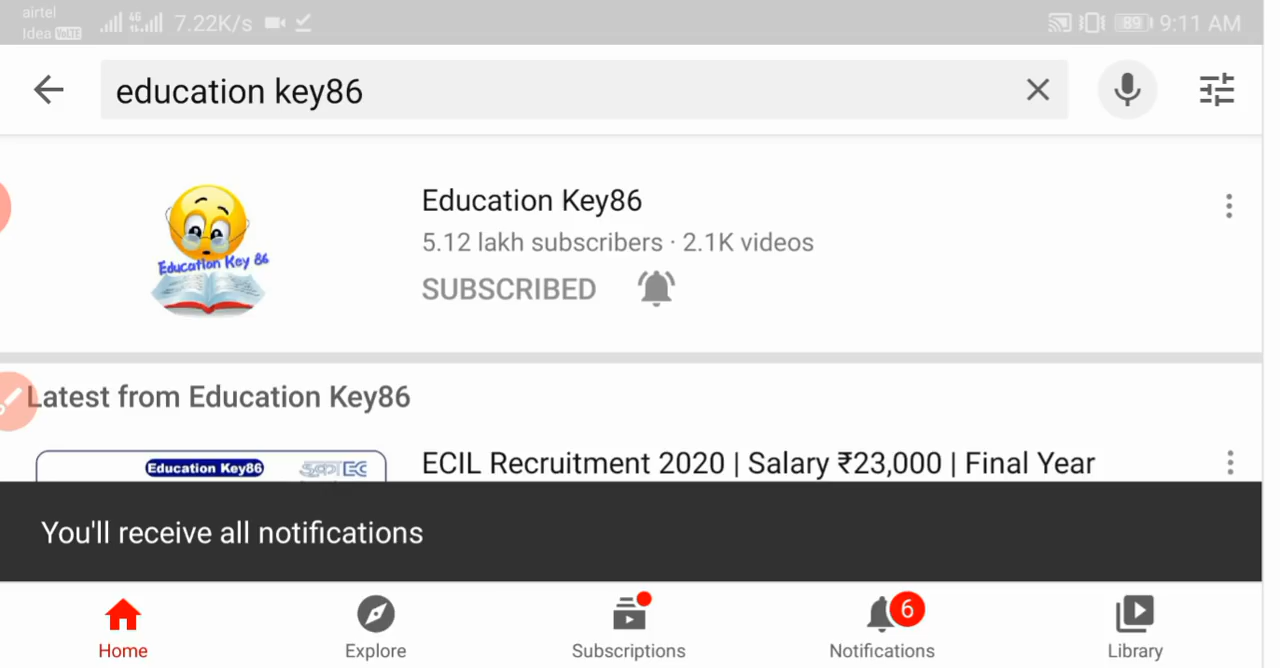 airtel
Idea VoLTE
4G
7.22K/s
89
9:11 AM
education key86
Education Key86
5.12 lakh subscribers · 2.1K videos
SUBSCRIBED
Education Key 86
Latest from Education Key86
Education Key86
ECIL Recruitment 2020 | Salary ₹23,000 | Final Year
You'll receive all notifications
6
Home
Explore
Subscriptions
Notifications
Library